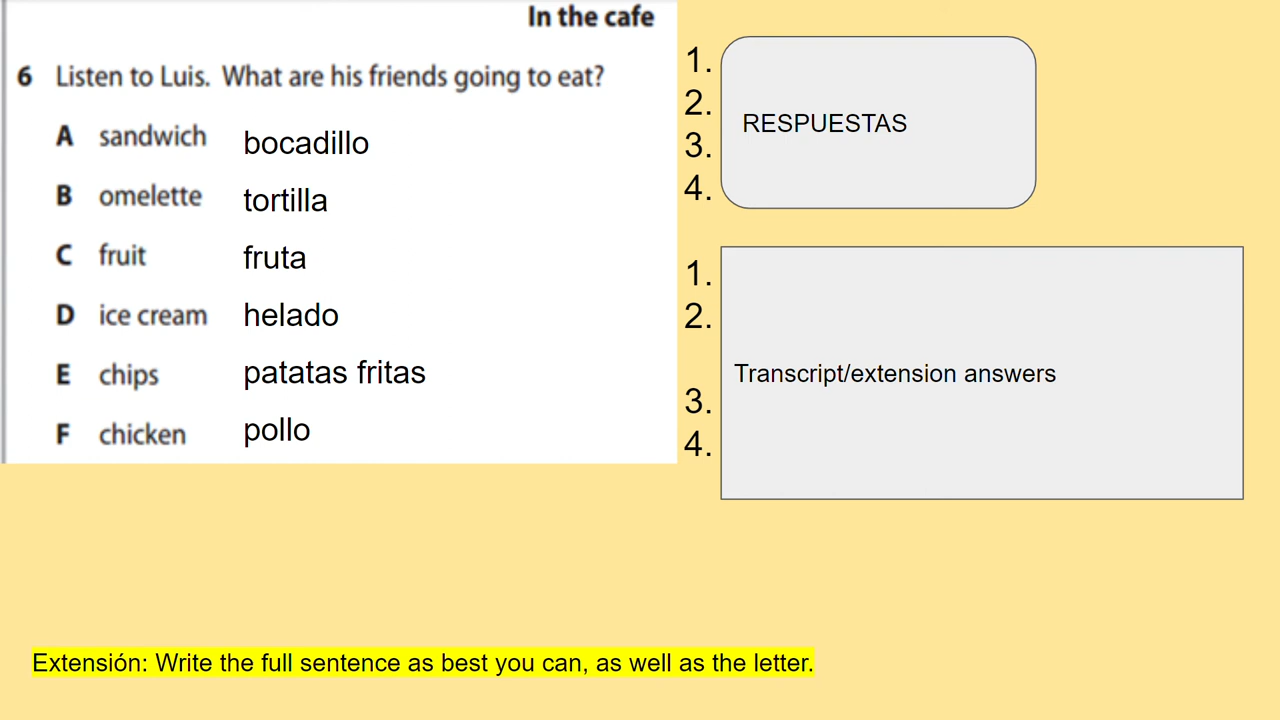 In the cafe
6 Listen to Luis. What are his friends going to eat?
A sandwich bocadillo
B omelette tortilla
C fruit fruta
D ice cream helado
E chips patatas fritas
F chicken pollo
1.
2.
3.
4.
RESPUESTAS
1.
2.
3.
4.
Transcript/extension answers
Extensión: Write the full sentence as best you can, as well as the letter.